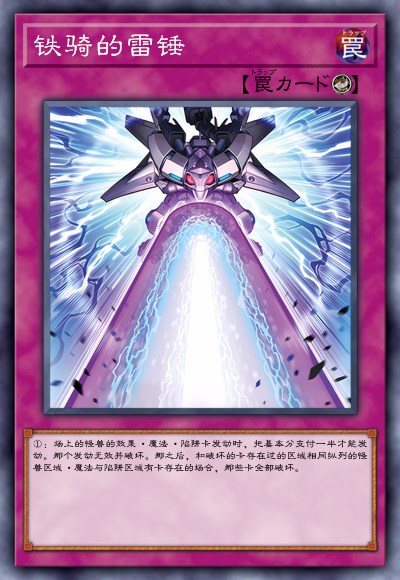 铁骑的雷锤
罠
トラップ
【罠カード】
トラップ
①：场上的怪兽的效果·魔法·陷阱卡发动时，把基本分支付一半才能发
动。那个发动无效并破坏。那之后，和破坏的卡存在过的区域相同纵列的怪
兽区域·魔法与陷阱区域有卡存在的场合，那些卡全部破坏。